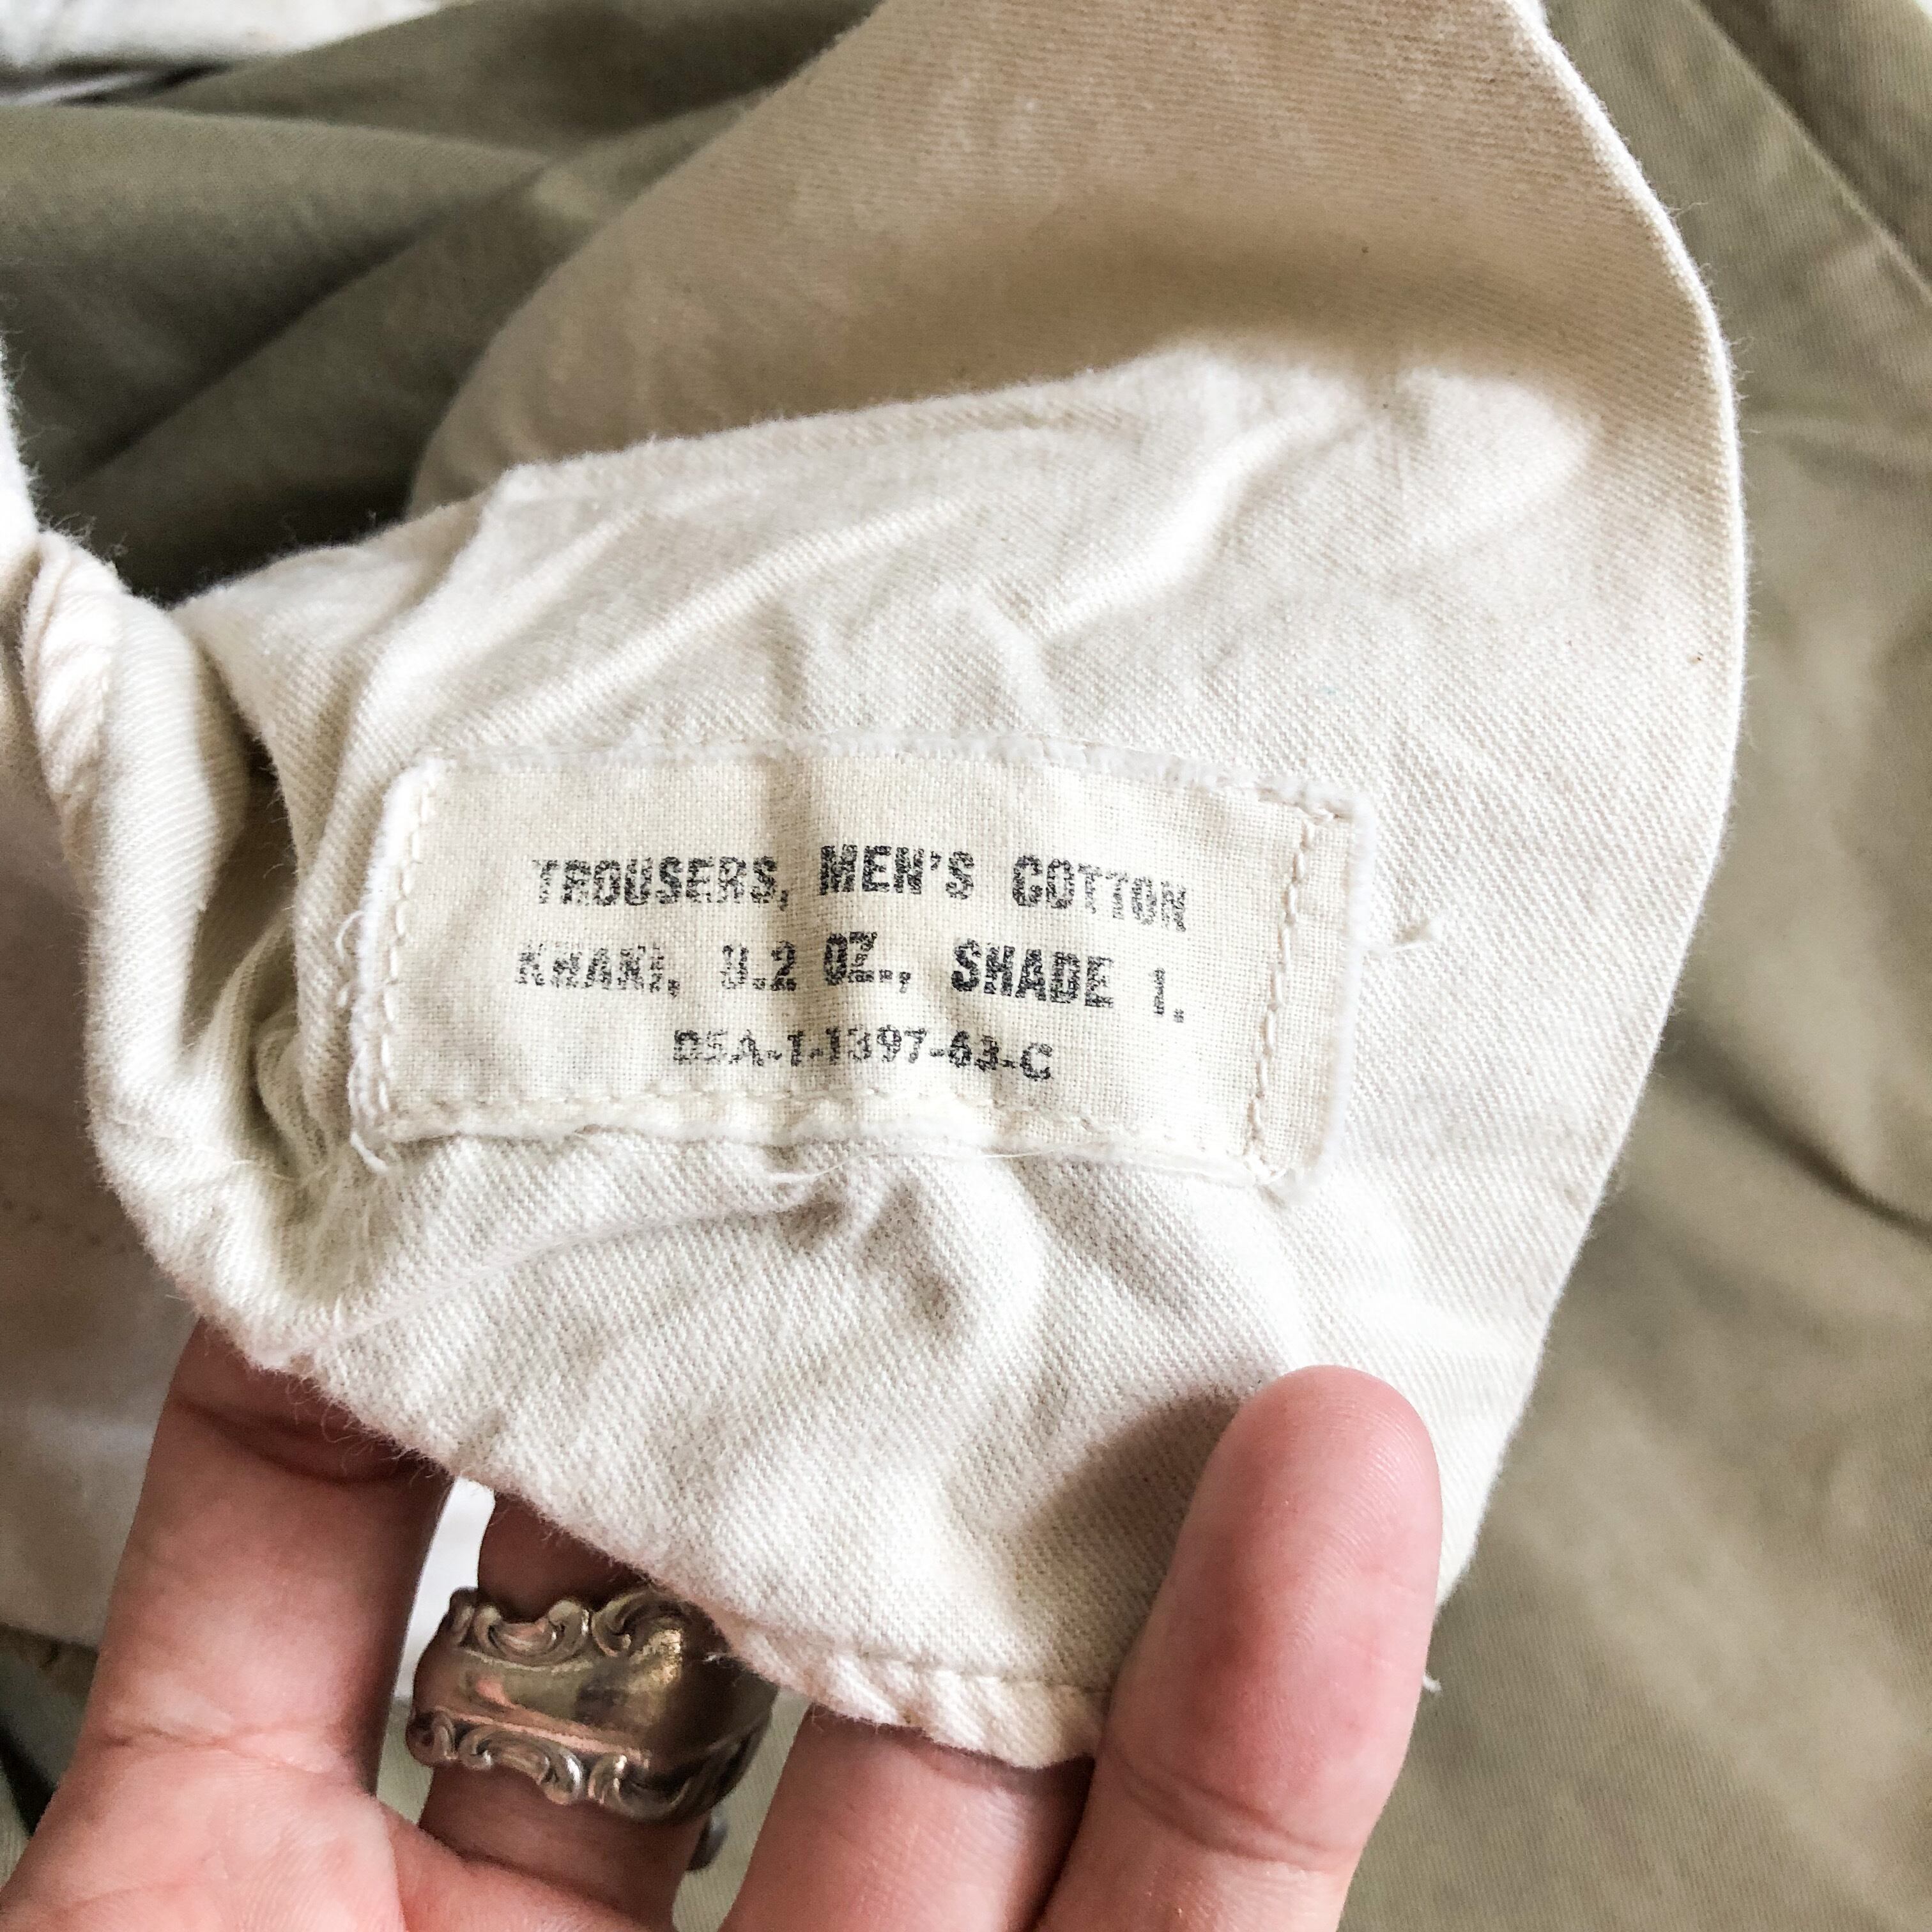 TROUSERS, MEN'S COTTON
KHAKI, 8.2 OZ., SHADE 1.
DSA-1-1397-63-C